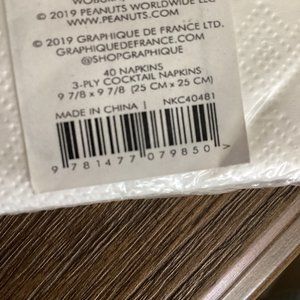 © 2019 PEANUTS WORLDWIDE LLC
WWW.PEANUTS.COM
© 2019 GRAPHIQUE DE FRANCE LTD.
GRAPHIQUEDEFRANCE.COM
@SHOPGRAPHIQUE
40 NAPKINS
3-PLY COCKTAIL NAPKINS
9 7/8 x 9 7/8 (25 CM x 25 CM)
MADE IN CHINA | NKC40481
9 781477 079850 >